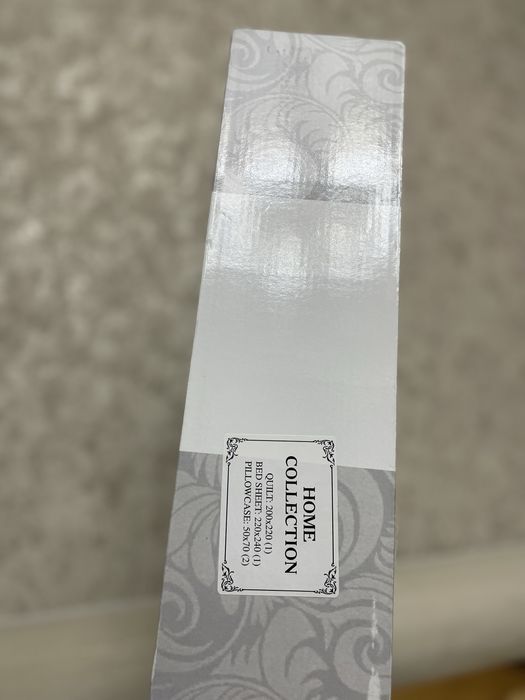 HOME
COLLECTION
QUILT: 200x220 (1)
BED SHEET: 220x240 (1)
PILLOWCASE: 50x70 (2)